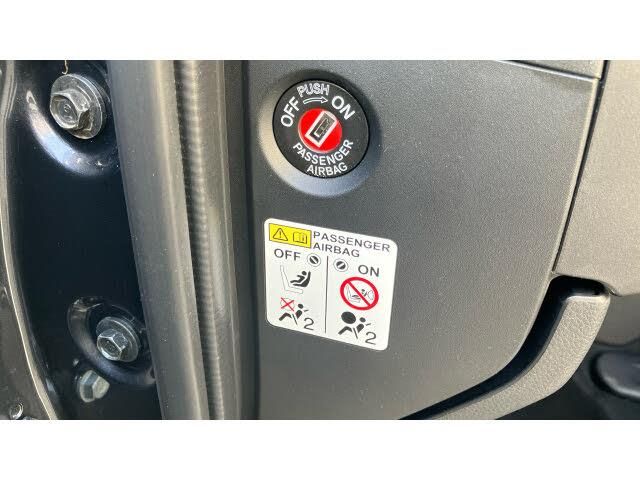 PUSH
OFF ON
PASSENGER
AIRBAG
PASSENGER
AIRBAG
OFF ON
2 2